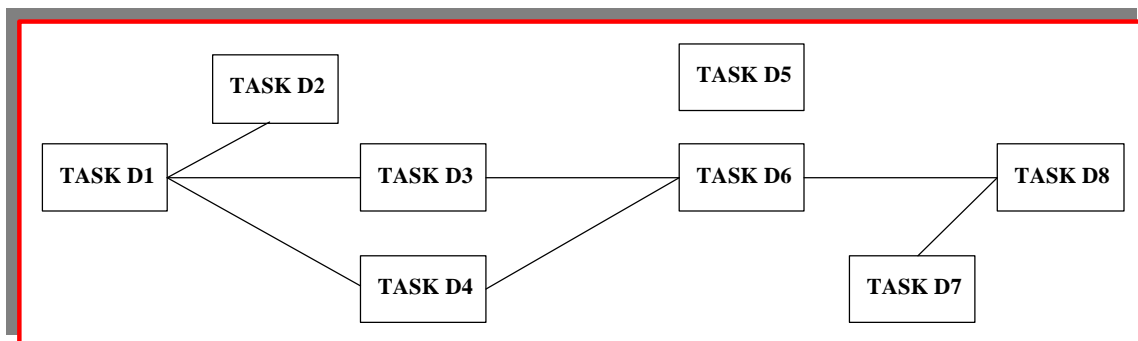 TASK D5
TASK D2
TASK D1
TASK D3
TASK D6
TASK D8
TASK D4
TASK D7